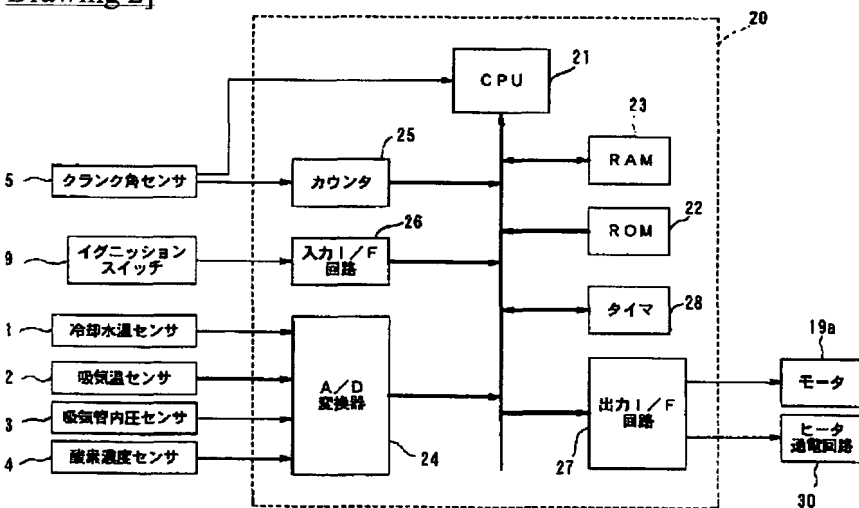 Drawing 2]
20
21
CPU
23
RAM
25
5
クランク角センサ
カウンタ
26
22
ROM
9
イグニッション
スイッチ
入力I/F
回路
28
タイマ
1
冷却水温センサ
2
吸気温センサ
3
吸気管内圧センサ
4
酸素濃度センサ
A/D
変換器
24
出力I/F
回路
27
19a
モータ
ヒータ
通電回路
30